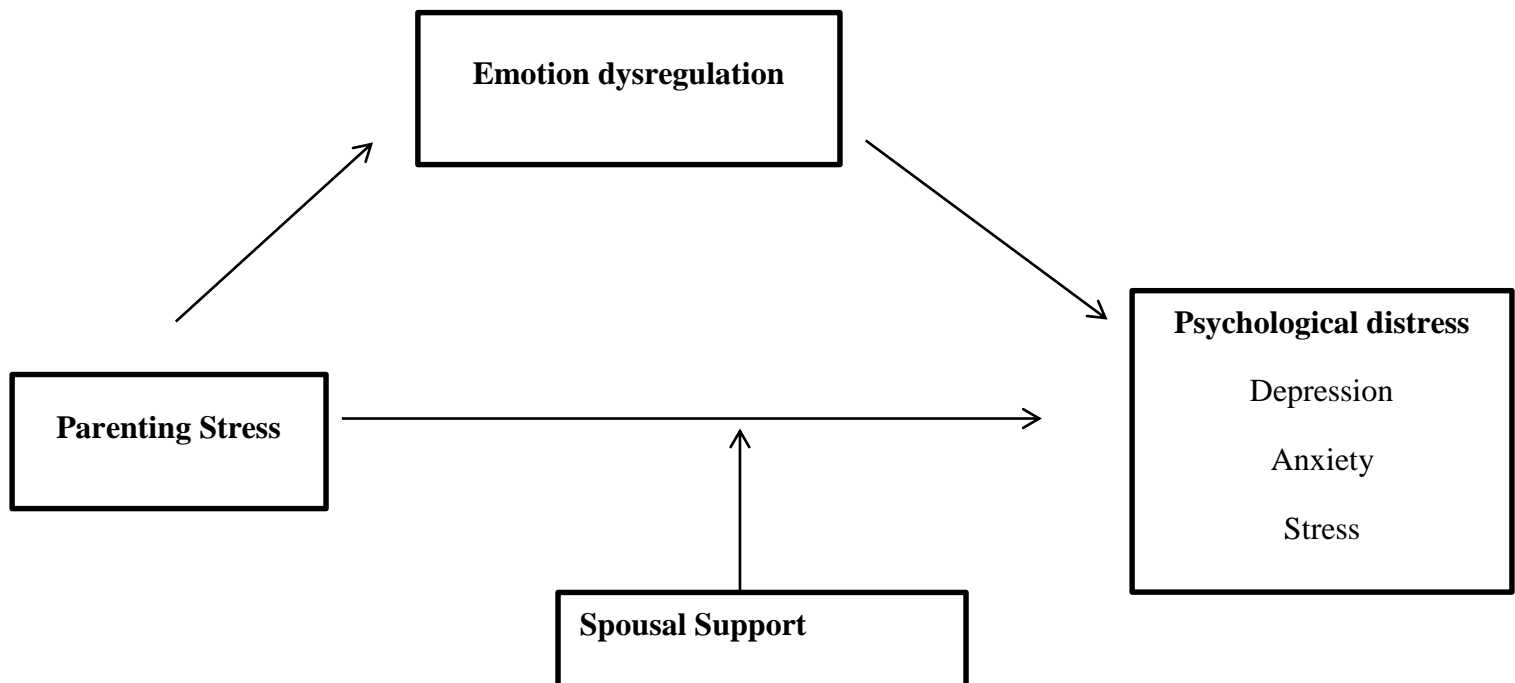 Emotion dysregulation
Psychological distress
Depression
Parenting Stress
Anxiety
Stress
Spousal Support